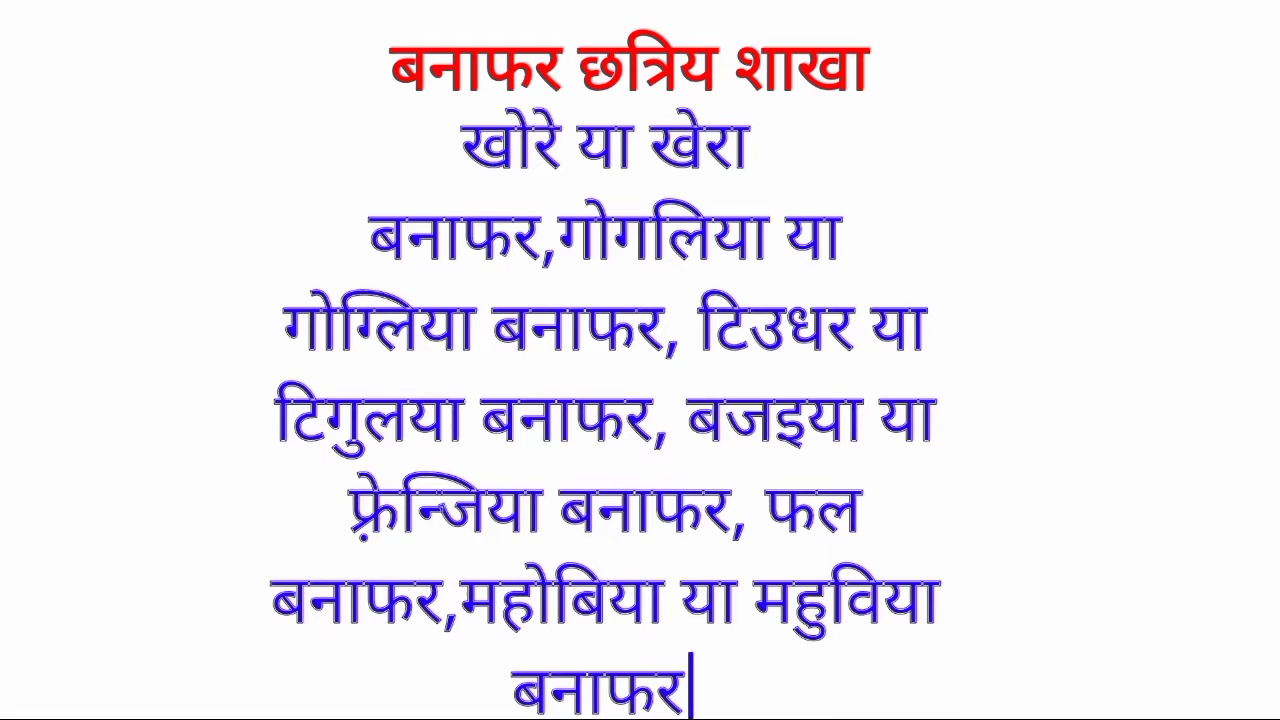 बनाफर छत्रिय शाखा
खोरे या खेरा
बनाफर,गोगलिया या
गोग्लिया बनाफर, टिउधर या
टिगुलया बनाफर, बजइया या
फ़्रेन्जिया बनाफर, फल
बनाफर,महोबिया या महुविया
बनाफर